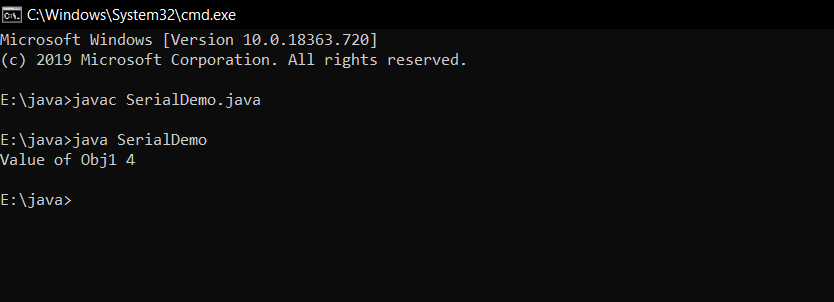 C:\Windows\System32\cmd.exe
Microsoft Windows [Version 10.0.18363.720]
(c) 2019 Microsoft Corporation. All rights reserved.
E:\java>javac SerialDemo.java
E:\java>java SerialDemo
Value of Obj1 4
E:\java>